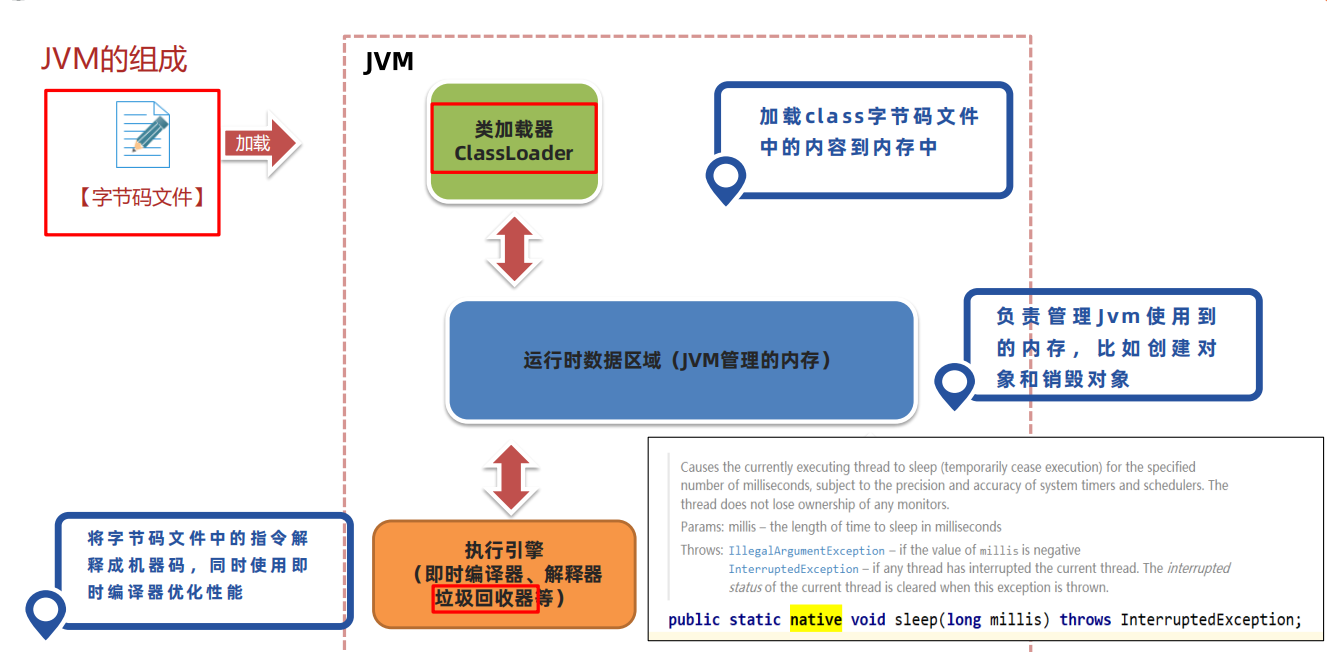 JVM的组成
【字节码文件】
加载
JVM
类加载器
ClassLoader
加载class字节码文件
中的内容到内存中
运行时数据区域（JVM管理的内存）
负责管理Jvm使用到
的内存，比如创建对
象和销毁对象
将字节码文件中的指令解
释成机器码，同时使用即
时编译器优化性能
执行引擎
（即时编译器、解释器
垃圾回收器等）
Causes the currently executing thread to sleep (temporarily cease execution) for the specified
number of milliseconds, subject to the precision and accuracy of system timers and schedulers. The
thread does not lose ownership of any monitors.
Params: millis – the length of time to sleep in milliseconds
Throws: IllegalArgumentException – if the value of millis is negative
InterruptedException – if any thread has interrupted the current thread. The interrupted
status of the current thread is cleared when this exception is thrown.
public static native void sleep(long millis) throws InterruptedException;